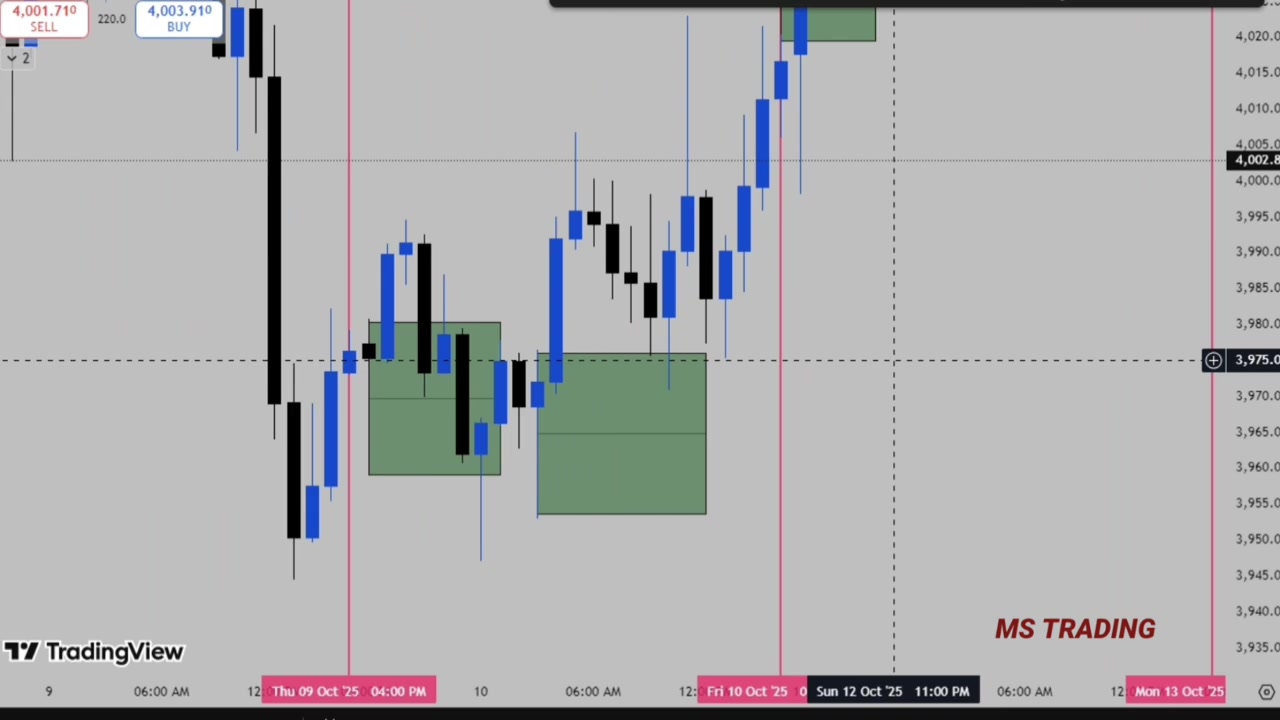 4,001.710
SELL
220.0
4,003.910
BUY
2
4,020.0
4,015.0
4,010.0
4,005.0
4,002.8
4,000.0
3,995.0
3,990.0
3,985.0
3,980.0
3,975.0
3,970.0
3,965.0
3,960.0
3,955.0
3,950.0
3,945.0
3,940.0
3,935.0
MS TRADING
TradingView
9
06:00 AM
12:
Thu 09 Oct '25 04:00 PM
10
06:00 AM
12:
Fri 10 Oct '25 0
Sun 12 Oct '25 11:00 PM
06:00 AM
12:
Mon 13 Oct '25